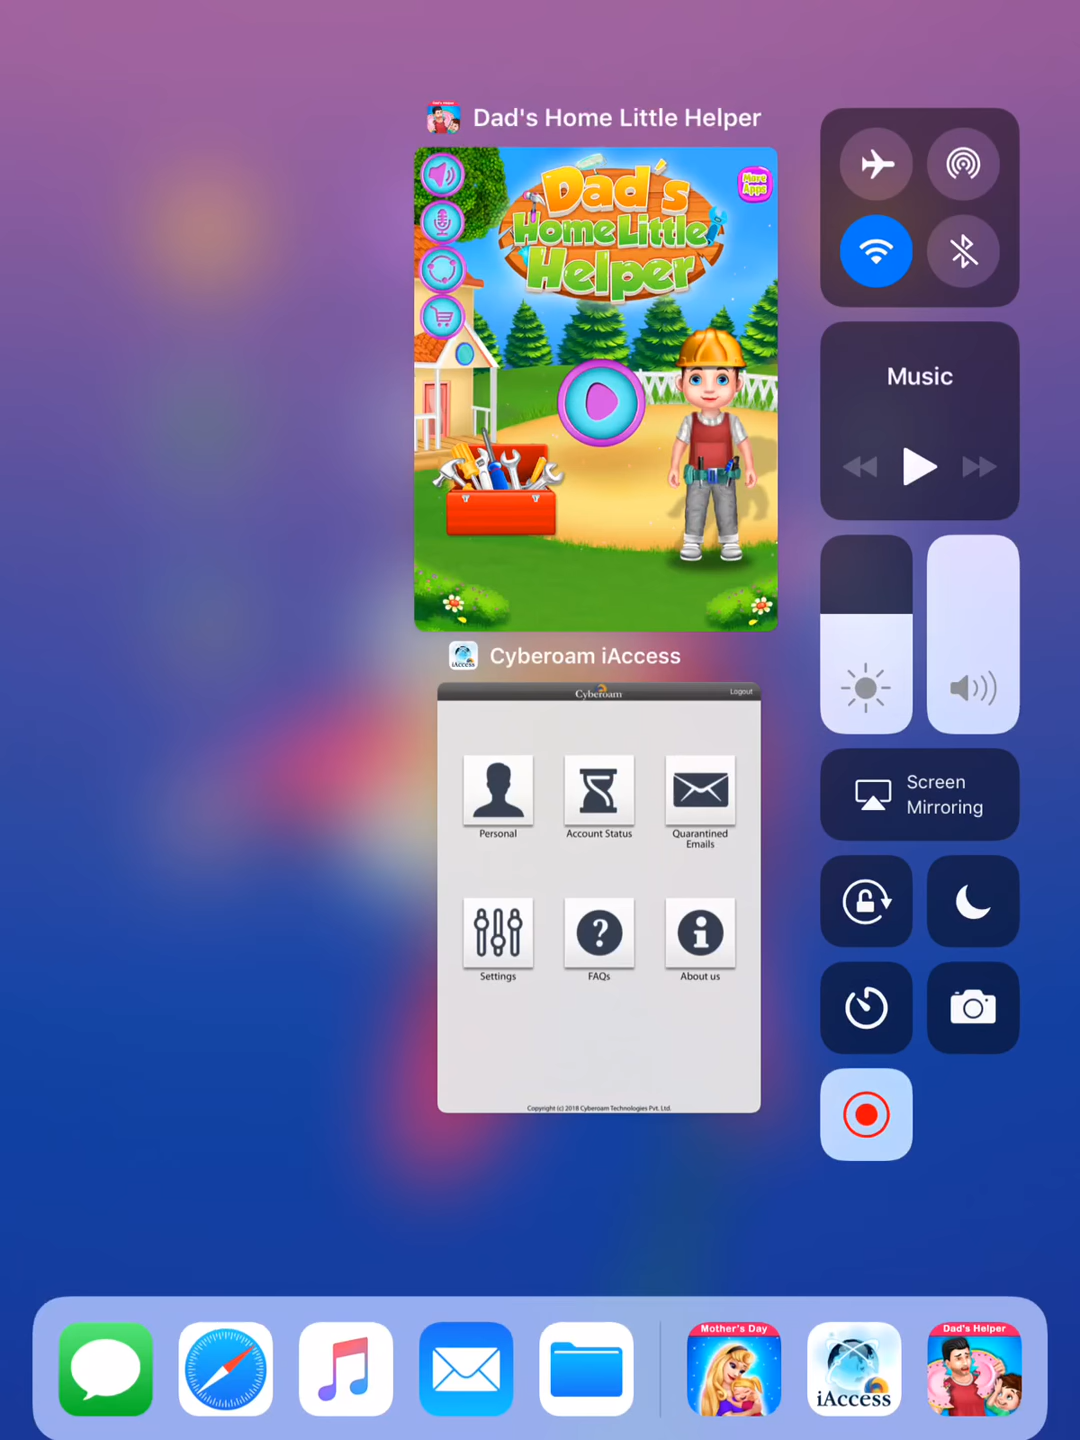 Dad's Home Little Helper
Dad's
Home Little
Helper
More
Apps
Cyberoam iAccess
Cyberoam
Logout
Personal
Account Status
Quarantined
Emails
Settings
FAQs
About us
Copyright (c) 2018 Cyberoam Technologies Pvt. Ltd.
Music
Screen
Mirroring
Mother's Day
iAccess
Dad's Helper